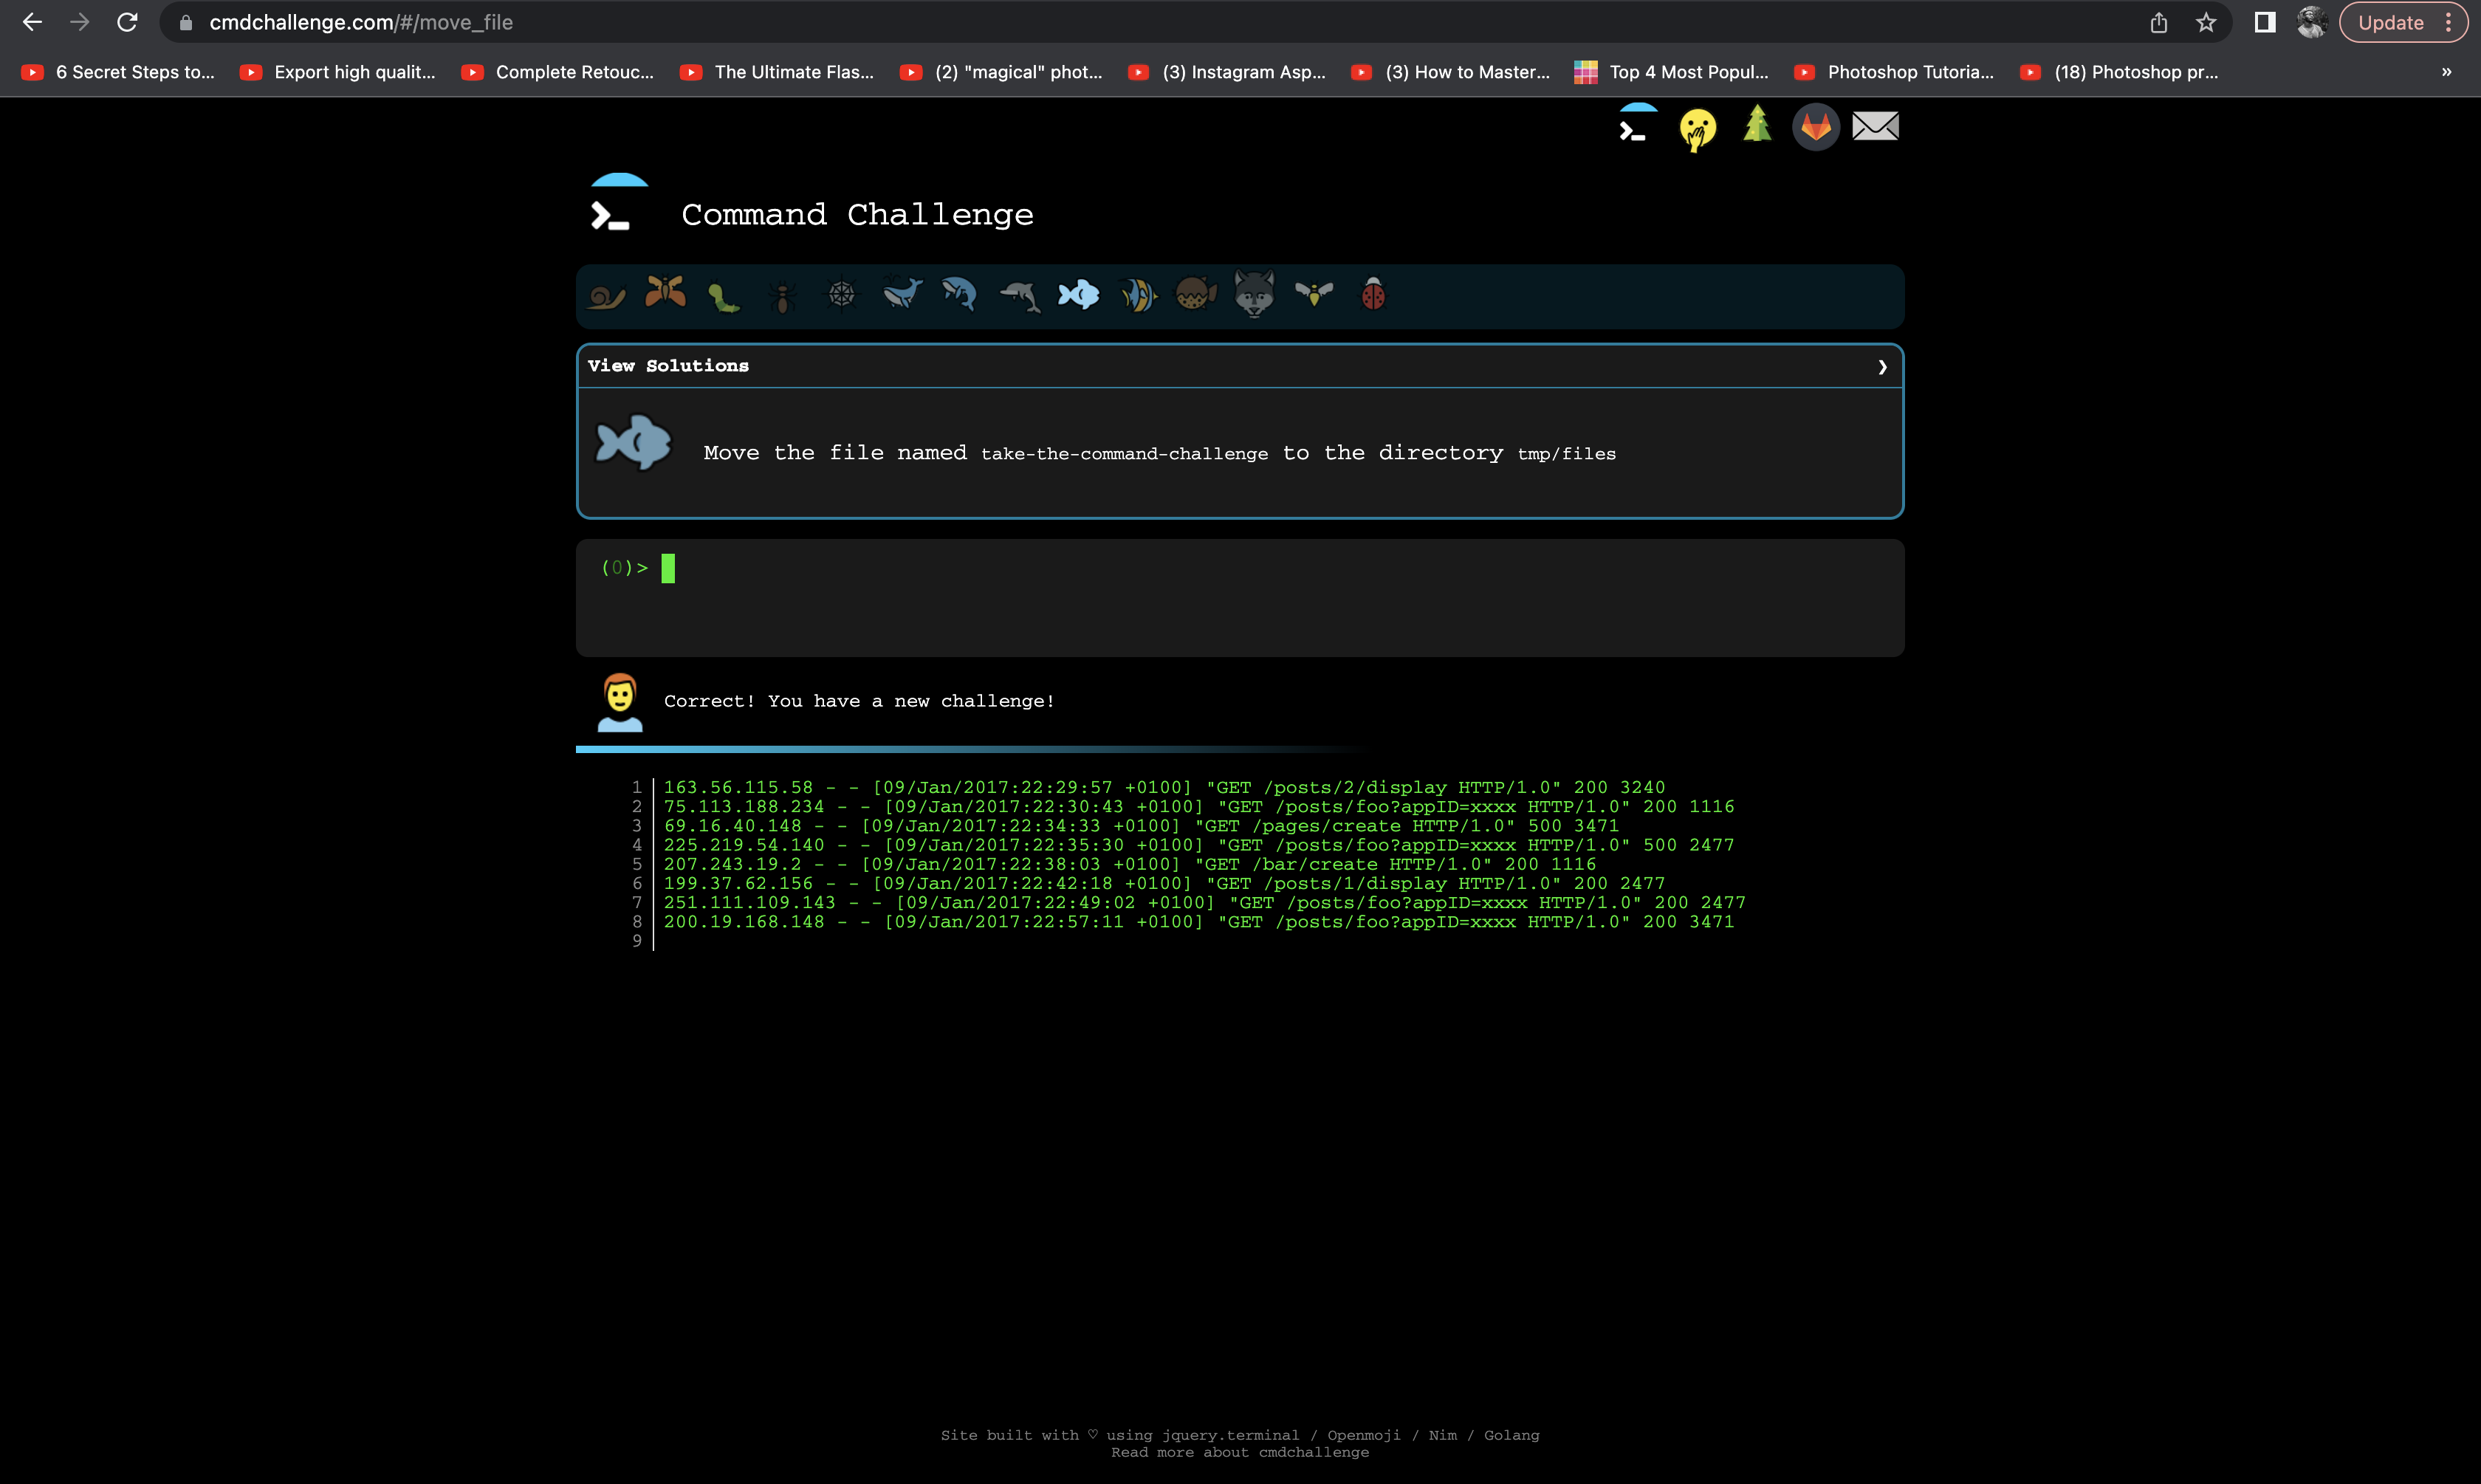 cmdchallenge.com/#/move_file
Update
6 Secret Steps to...
Export high qualit...
Complete Retouc...
The Ultimate Flas...
(2) "magical" phot...
(3) Instagram Asp...
(3) How to Master...
Top 4 Most Popul...
Photoshop Tutoria...
(18) Photoshop pr...
»
>_
>_ Command Challenge
View Solutions ❯
Move the file named take-the-command-challenge to the directory tmp/files
(0)>
Correct! You have a new challenge!
1 163.56.115.58 - - [09/Jan/2017:22:29:57 +0100] "GET /posts/2/display HTTP/1.0" 200 3240
2 75.113.188.234 - - [09/Jan/2017:22:30:43 +0100] "GET /posts/foo?appID=xxxx HTTP/1.0" 200 1116
3 69.16.40.148 - - [09/Jan/2017:22:34:33 +0100] "GET /pages/create HTTP/1.0" 500 3471
4 225.219.54.140 - - [09/Jan/2017:22:35:30 +0100] "GET /posts/foo?appID=xxxx HTTP/1.0" 500 2477
5 207.243.19.2 - - [09/Jan/2017:22:38:03 +0100] "GET /bar/create HTTP/1.0" 200 1116
6 199.37.62.156 - - [09/Jan/2017:22:42:18 +0100] "GET /posts/1/display HTTP/1.0" 200 2477
7 251.111.109.143 - - [09/Jan/2017:22:49:02 +0100] "GET /posts/foo?appID=xxxx HTTP/1.0" 200 2477
8 200.19.168.148 - - [09/Jan/2017:22:57:11 +0100] "GET /posts/foo?appID=xxxx HTTP/1.0" 200 3471
9
Site built with ♡ using jquery.terminal / Openmoji / Nim / Golang
Read more about cmdchallenge